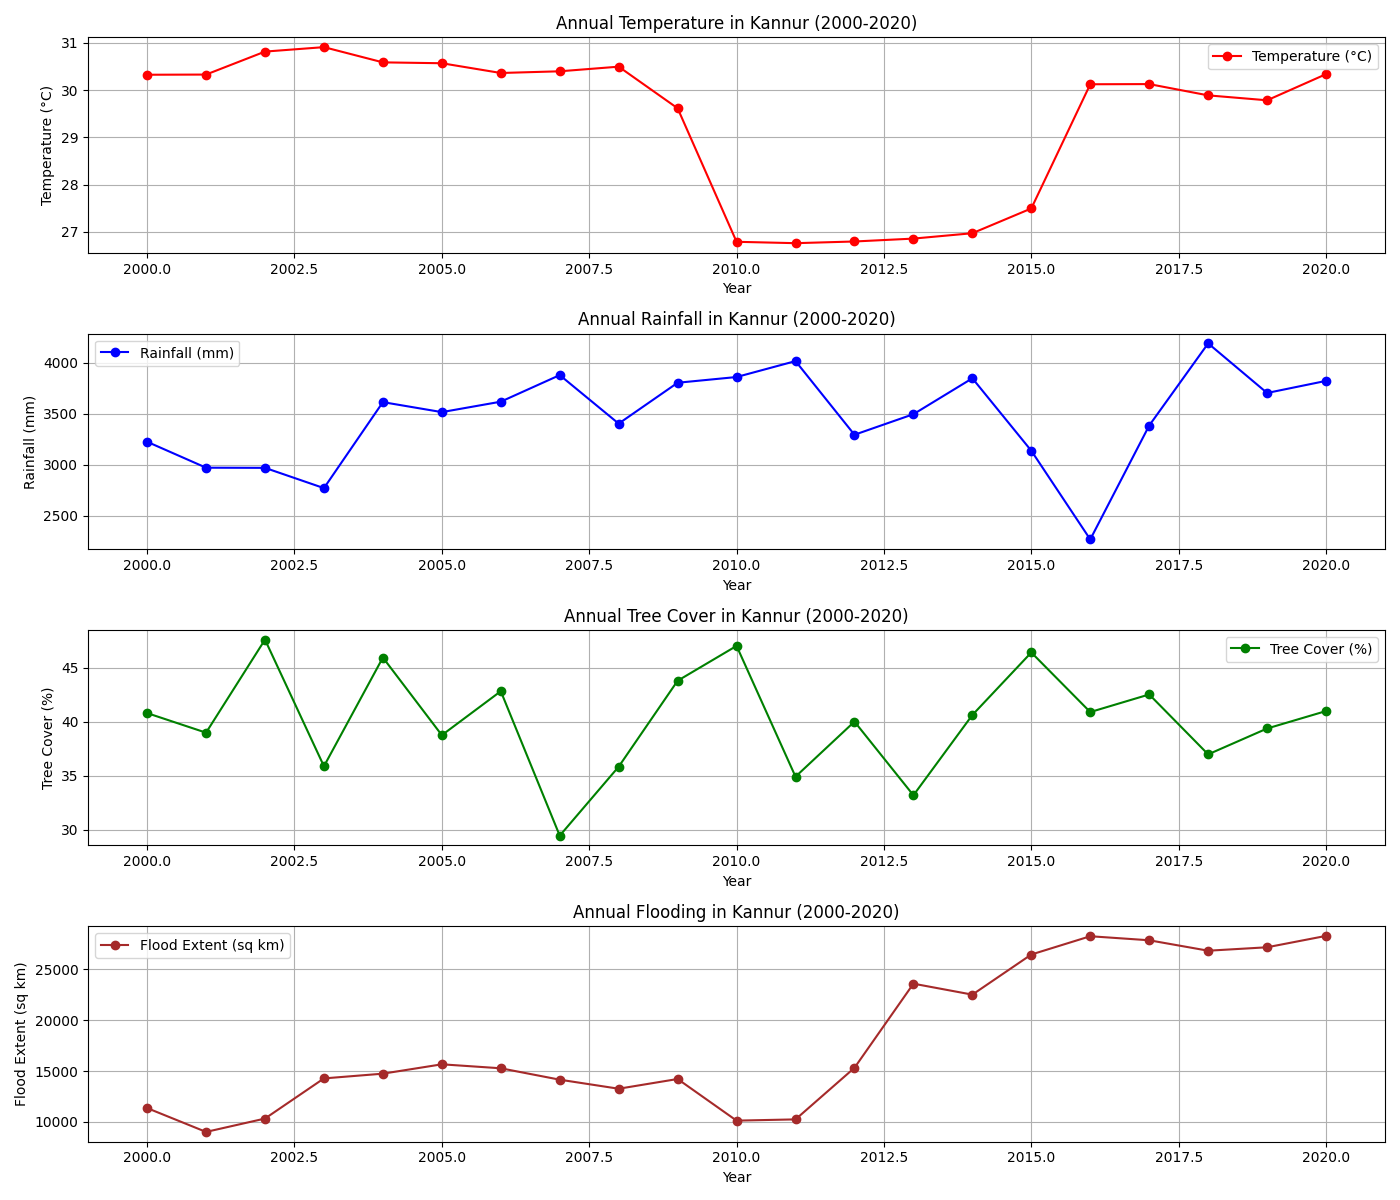 Annual Temperature in Kannur (2000-2020)
Temperature (°C)
Temperature (°C)
31
30
29
28
27
2000.0 2002.5 2005.0 2007.5 2010.0 2012.5 2015.0 2017.5 2020.0
Year
Annual Rainfall in Kannur (2000-2020)
Rainfall (mm)
Rainfall (mm)
4000
3500
3000
2500
2000.0 2002.5 2005.0 2007.5 2010.0 2012.5 2015.0 2017.5 2020.0
Year
Annual Tree Cover in Kannur (2000-2020)
Tree Cover (%)
Tree Cover (%)
45
40
35
30
2000.0 2002.5 2005.0 2007.5 2010.0 2012.5 2015.0 2017.5 2020.0
Year
Annual Flooding in Kannur (2000-2020)
Flood Extent (sq km)
Flood Extent (sq km)
25000
20000
15000
10000
2000.0 2002.5 2005.0 2007.5 2010.0 2012.5 2015.0 2017.5 2020.0
Year